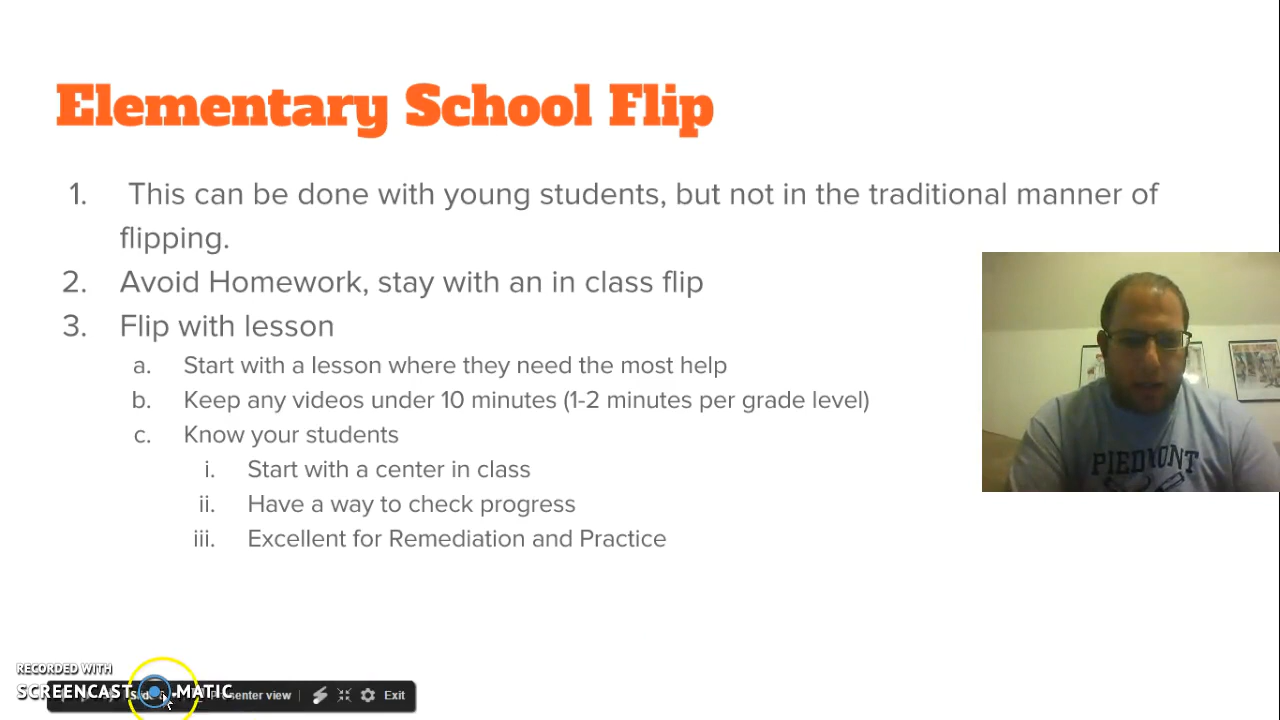 Elementary School Flip
1. This can be done with young students, but not in the traditional manner of
flipping.
2. Avoid Homework, stay with an in class flip
3. Flip with lesson
a. Start with a lesson where they need the most help
b. Keep any videos under 10 minutes (1-2 minutes per grade level)
c. Know your students
i. Start with a center in class
ii. Have a way to check progress
iii. Excellent for Remediation and Practice
PIEDMONT
RECORDED WITH
SCREENCAST MATIC
Presenter view Exit